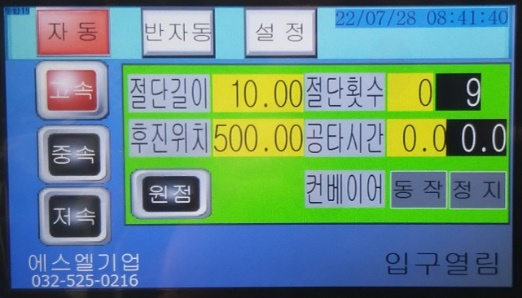 자동 반자동 설정 22/07/28 08:41:40
고속 절단길이 10.00 절단횟수 0 9
중속 후진위치 500.00 공타시간 0.0 0.0
저속 원점 컨베이어 동작 정지
에스엘기업 입구열림
032-525-0216